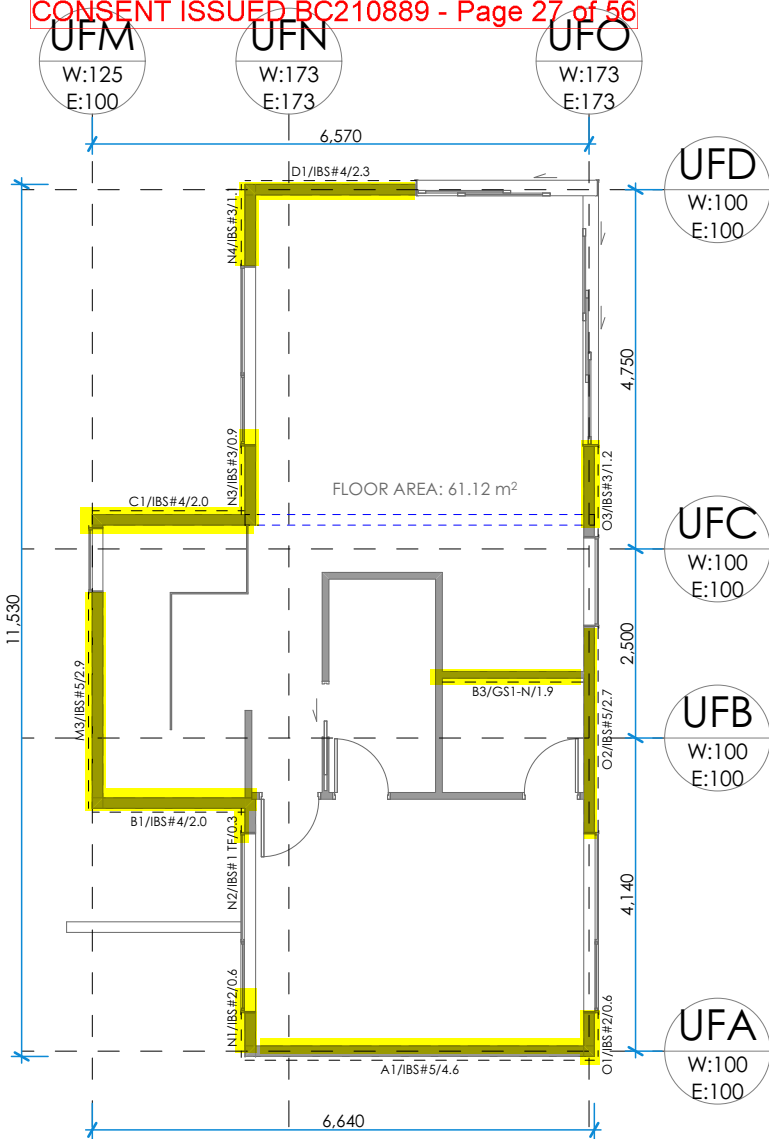 CONSENT ISSUED BC210889 - Page 27 of 56
UFM
W:125
E:100
UFN
W:173
E:173
UFO
W:173
E:173
6,570
D1/IBS#4/2.3
UFD
W:100
E:100
N4/IBS#3/1.1
4,750
N3/IBS#3/0.9
O3/IBS#3/1.2
FLOOR AREA: 61.12 m²
C1/IBS#4/2.0
UFC
W:100
E:100
11,530
2,500
M3/IBS#5/2.9
B3/GS1-N/1.9
O2/IBS#5/2.7
UFB
W:100
E:100
B1/IBS#4/2.0
N2/IBS#1 TF/0.3
4,140
N1/IBS#2/0.6
O1/IBS#2/0.6
UFA
W:100
E:100
A1/IBS#5/4.6
6,640